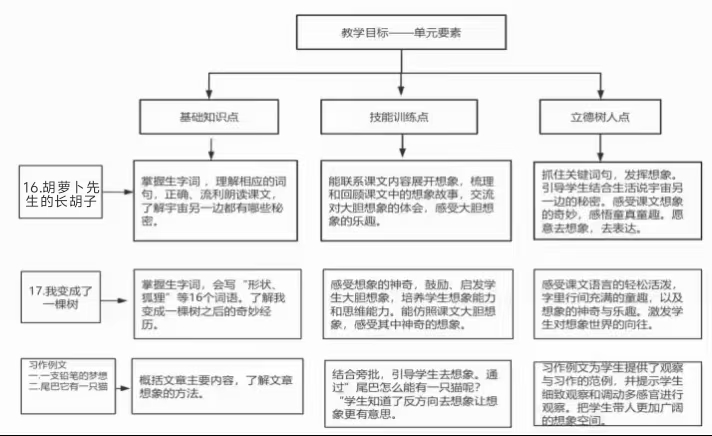 教学目标——单元要素
基础知识点
技能训练点
立德树人点
16.胡萝卜先
生的长胡子
掌握生字词，理解相应的词
句，正确、流利朗读课文，
了解宇宙另一边都有哪些秘
密。
能联系课文内容展开想象，梳理
和回顾课文中的想象故事，交流
对大胆想象的体会，感受大胆想
象的乐趣。
抓住关键词句，发挥想象。
引导学生结合生活说宇宙另
一边的秘密。感受课文想象
的奇妙，感悟童真童趣。愿
意去想象，去表达。
17.我变成了
一棵树
掌握生字词，会写“形状、
狐狸”等16个词语。了解我
变成一棵树之后的奇妙经
历。
感受想象的神奇，鼓励、启发学
生大胆想象，培养学生想象能力
和思维能力。能仿照课文大胆想
象，感受其中神奇的想象。
感受课文语言的轻松活泼，
字里行间充满的童趣，以及
想象的神奇与乐趣。激发学
生对想象世界的向往。
习作例文
一.一支铅笔的梦想
二.尾巴它有一只猫
概括文章主要内容，了解文章
想象的方法。
结合旁批，引导学生去想象。通
过”尾巴怎么能有一只猫呢？
“学生知道了反方向去想象让想
象更有意思。
习作例文为学生提供了观察
与习作的范例，并提示学生
细致观察和调动多感官进行
观察。把学生带人更加广阔
的想象空间。